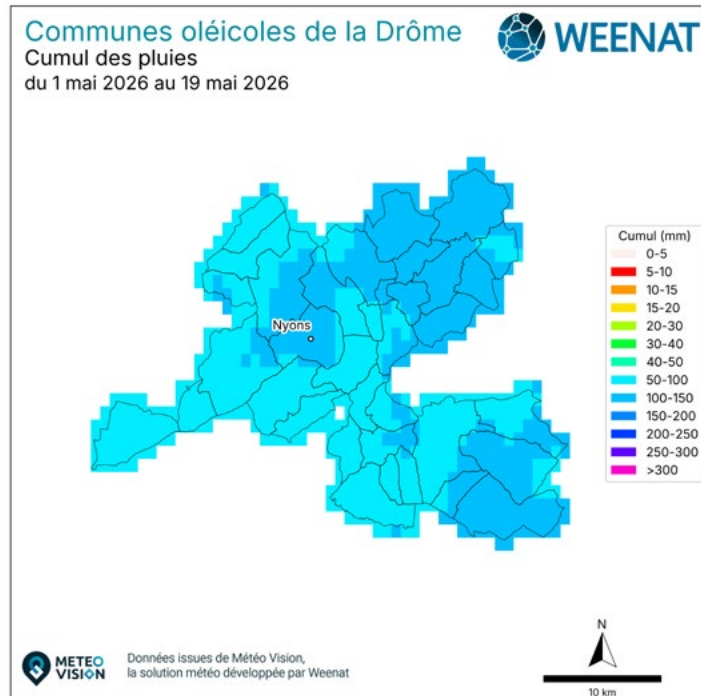 Communes oléicoles de la Drôme
WEENAT
Cumul des pluies
du 1 mai 2026 au 19 mai 2026
Cumul (mm)
0-5
5-10
10-15
15-20
20-30
30-40
40-50
50-100
100-150
150-200
200-250
250-300
>300
Nyons
N
10 km
METEO
VISION
Données issues de Météo Vision,
la solution météo développée par Weenat